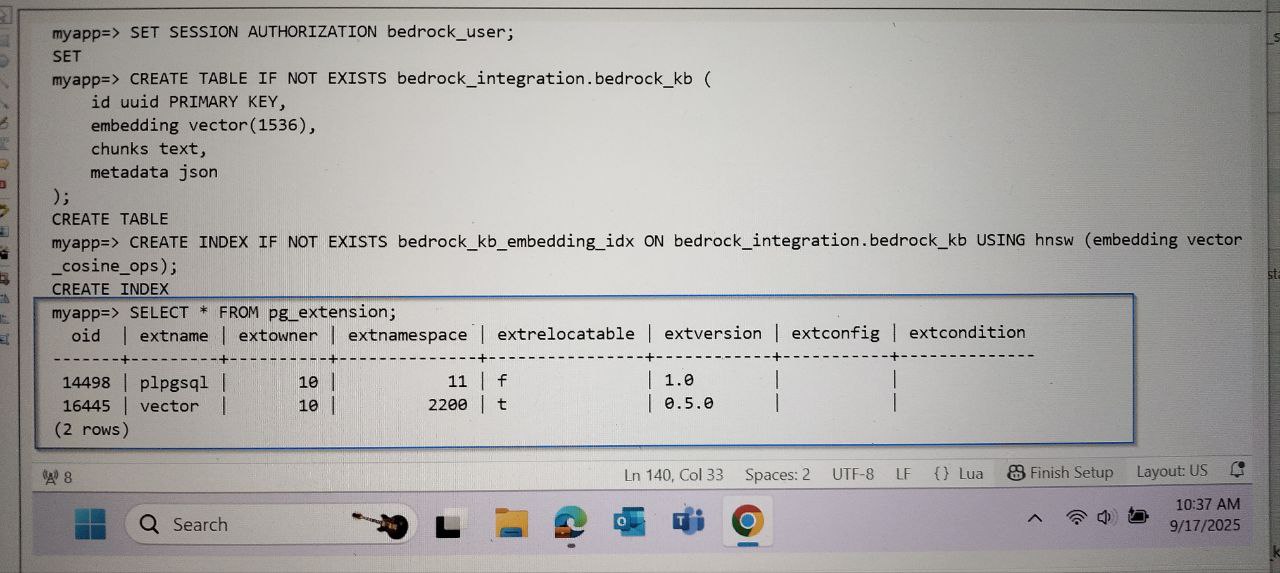 myapp=> SET SESSION AUTHORIZATION bedrock_user;
SET
myapp=> CREATE TABLE IF NOT EXISTS bedrock_integration.bedrock_kb (
    id uuid PRIMARY KEY,
    embedding vector(1536),
    chunks text,
    metadata json
);
CREATE TABLE
myapp=> CREATE INDEX IF NOT EXISTS bedrock_kb_embedding_idx ON bedrock_integration.bedrock_kb USING hnsw (embedding vector
_cosine_ops);
CREATE INDEX
myapp=> SELECT * FROM pg_extension;
  oid  | extname | extowner | extnamespace | extrelocatable | extversion | extconfig | extcondition
-------+---------+----------+--------------+----------------+------------+-----------+--------------
 14498 | plpgsql |       10 |           11 | f              | 1.0        |           |
 16445 | vector  |       10 |         2200 | t              | 0.5.0      |           |
(2 rows)
8 Ln 140, Col 33 Spaces: 2 UTF-8 LF {} Lua Finish Setup Layout: US
Search
10:37 AM
9/17/2025